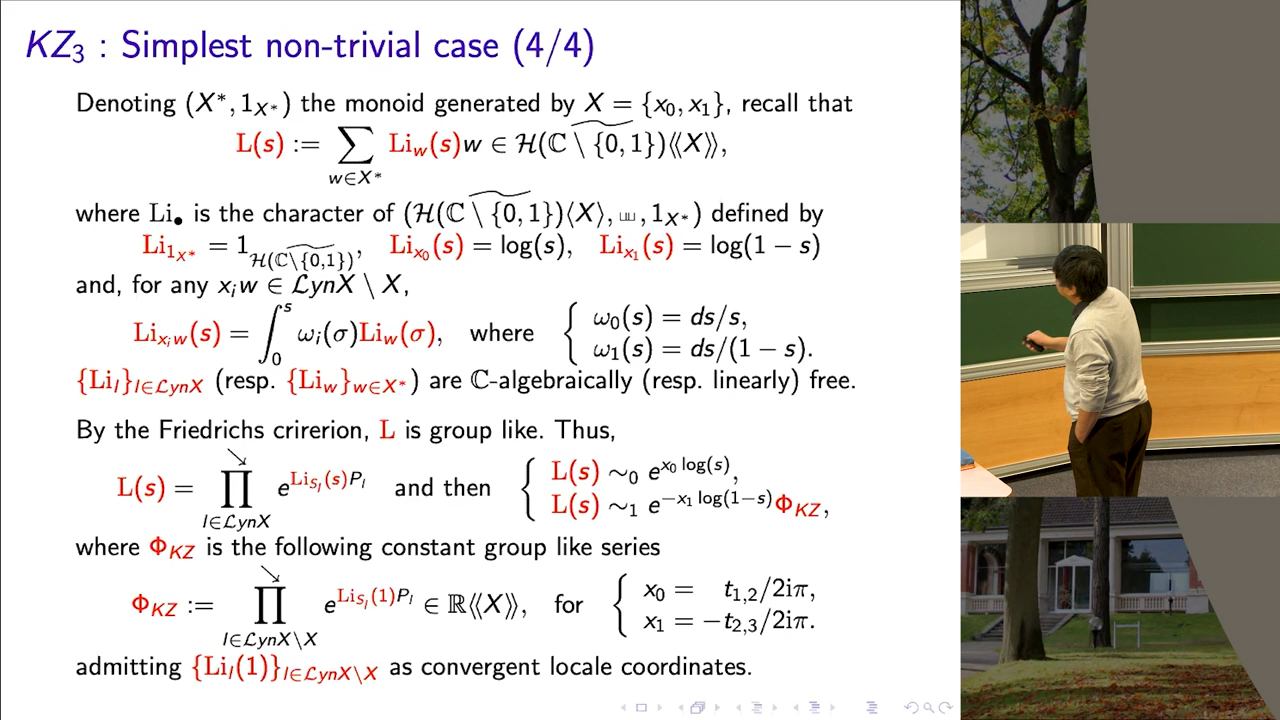 KZ₃ : Simplest non-trivial case (4/4)
Denoting (X*, 1_{X*}) the monoid generated by X = {x₀, x₁}, recall that
L(s) := ∑_{w∈X*} Li_w(s)w ∈ ℋ(ℂ \ {0, 1})~⟨⟨X⟩⟩,
where Li_• is the character of (ℋ(ℂ \ {0, 1})~⟨X⟩, ⧢, 1_{X*}) defined by
Li_{1_{X*}} = 1_{ℋ(ℂ\{0,1})~}, Li_{x₀}(s) = log(s), Li_{x₁}(s) = log(1 − s)
and, for any x_i w ∈ ℒynX \ X,
Li_{x_i w}(s) = ∫₀ˢ ω_i(σ)Li_w(σ), where { ω₀(s) = ds/s, ω₁(s) = ds/(1 − s).
{Li_l}_{l∈ℒynX} (resp. {Li_w}_{w∈X*}) are ℂ-algebraically (resp. linearly) free.
By the Friedrichs crirerion, L is group like. Thus,
L(s) = ∏↘_{l∈ℒynX} e^{Li_{S_l}(s)P_l} and then { L(s) ∼₀ e^{x₀ log(s)}, L(s) ∼₁ e^{−x₁ log(1−s)}Φ_{KZ},
where Φ_{KZ} is the following constant group like series
Φ_{KZ} := ∏↘_{l∈ℒynX\X} e^{Li_{S_l}(1)P_l} ∈ ℝ⟨⟨X⟩⟩, for { x₀ = t_{1,2}/2iπ, x₁ = −t_{2,3}/2iπ.
admitting {Li_l(1)}_{l∈ℒynX\X} as convergent locale coordinates.